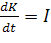 dK/dt = I